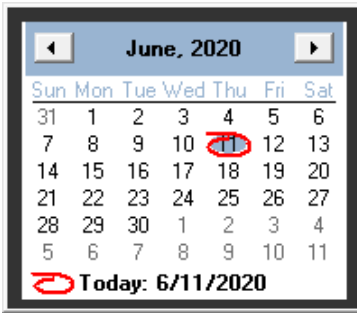 June, 2020
Sun Mon Tue Wed Thu Fri Sat
31 1 2 3 4 5 6
7 8 9 10 11 12 13
14 15 16 17 18 19 20
21 22 23 24 25 26 27
28 29 30 1 2 3 4
5 6 7 8 9 10 11
Today: 6/11/2020